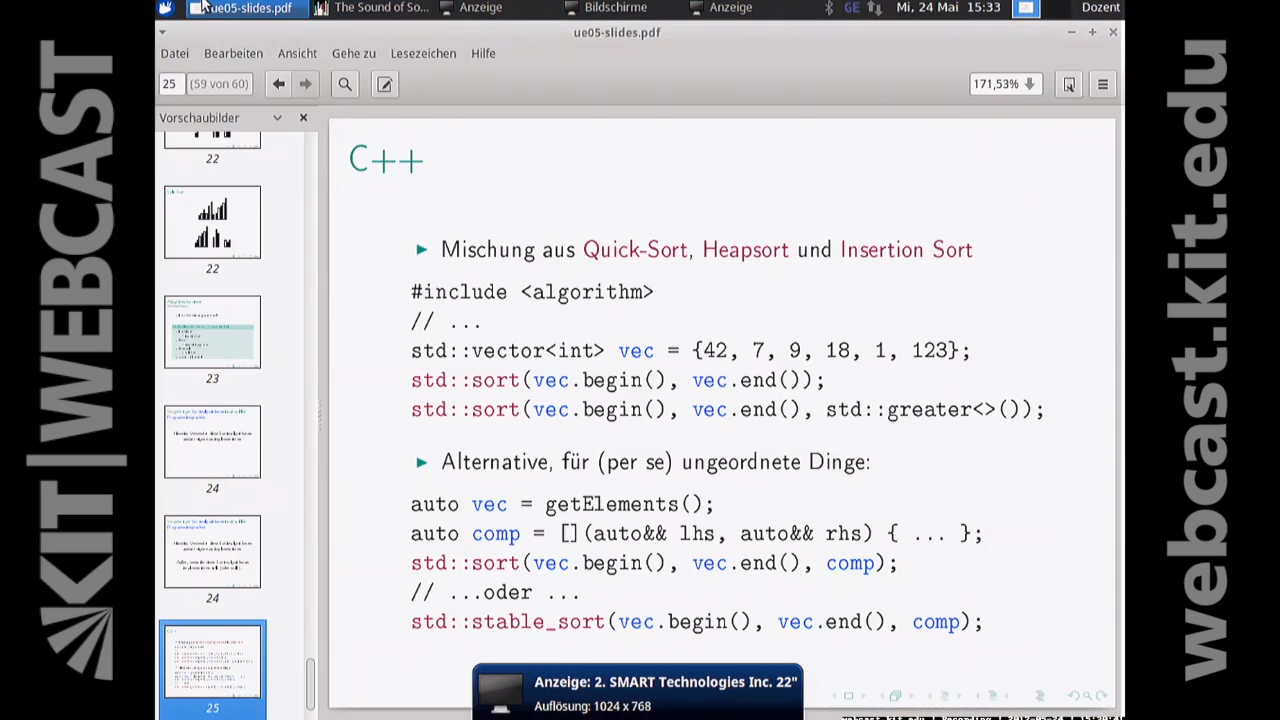 ue05-slides.pdf
The Sound of So...
Anzeige
Bildschirme
Anzeige
GE
Mi, 24 Mai
15:33
Dozent
ue05-slides.pdf
Datei Bearbeiten Ansicht Gehe zu Lesezeichen Hilfe
25 (59 von 60)
171,53%
Vorschaubilder
22
22
23
24
24
25
C++
► Mischung aus Quick-Sort, Heapsort und Insertion Sort
#include <algorithm>
// ...
std::vector<int> vec = {42, 7, 9, 18, 1, 123};
std::sort(vec.begin(), vec.end());
std::sort(vec.begin(), vec.end(), std::greater<>());
► Alternative, für (per se) ungeordnete Dinge:
auto vec = getElements();
auto comp = [](auto&& lhs, auto&& rhs) { ... };
std::sort(vec.begin(), vec.end(), comp);
// ...oder ...
std::stable_sort(vec.begin(), vec.end(), comp);
Anzeige: 2. SMART Technologies Inc. 22"
Auflösung: 1024 x 768
KIT|WEBCAST
webcast.kit.edu